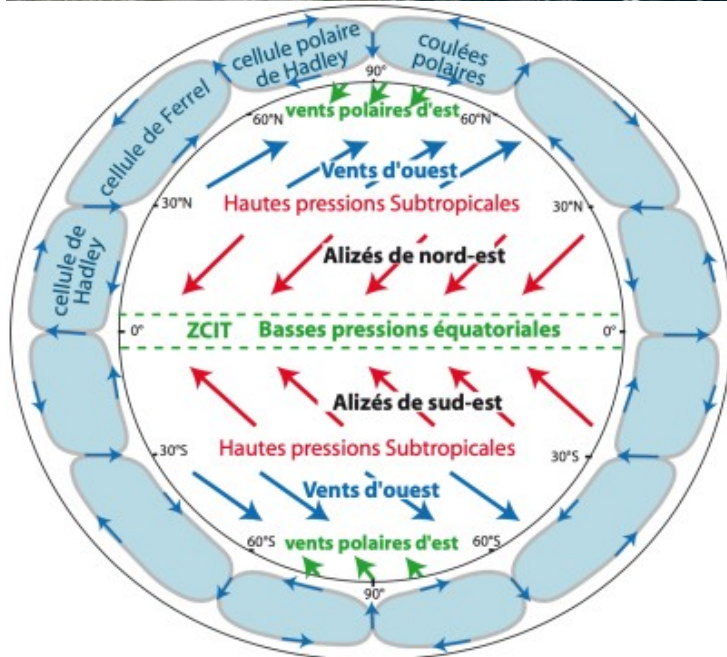 cellule polaire
de Hadley
coulées
polaires
90°
vents polaires d'est
60°N
60°N
cellule de Ferrel
Vents d'ouest
30°N
Hautes pressions Subtropicales
30°N
Alizés de nord-est
cellule de
Hadley
0°
ZCIT
Basses pressions équatoriales
0°
Alizés de sud-est
30°S
Hautes pressions Subtropicales
30°S
Vents d'ouest
60°S
vents polaires d'est
60°S
90°